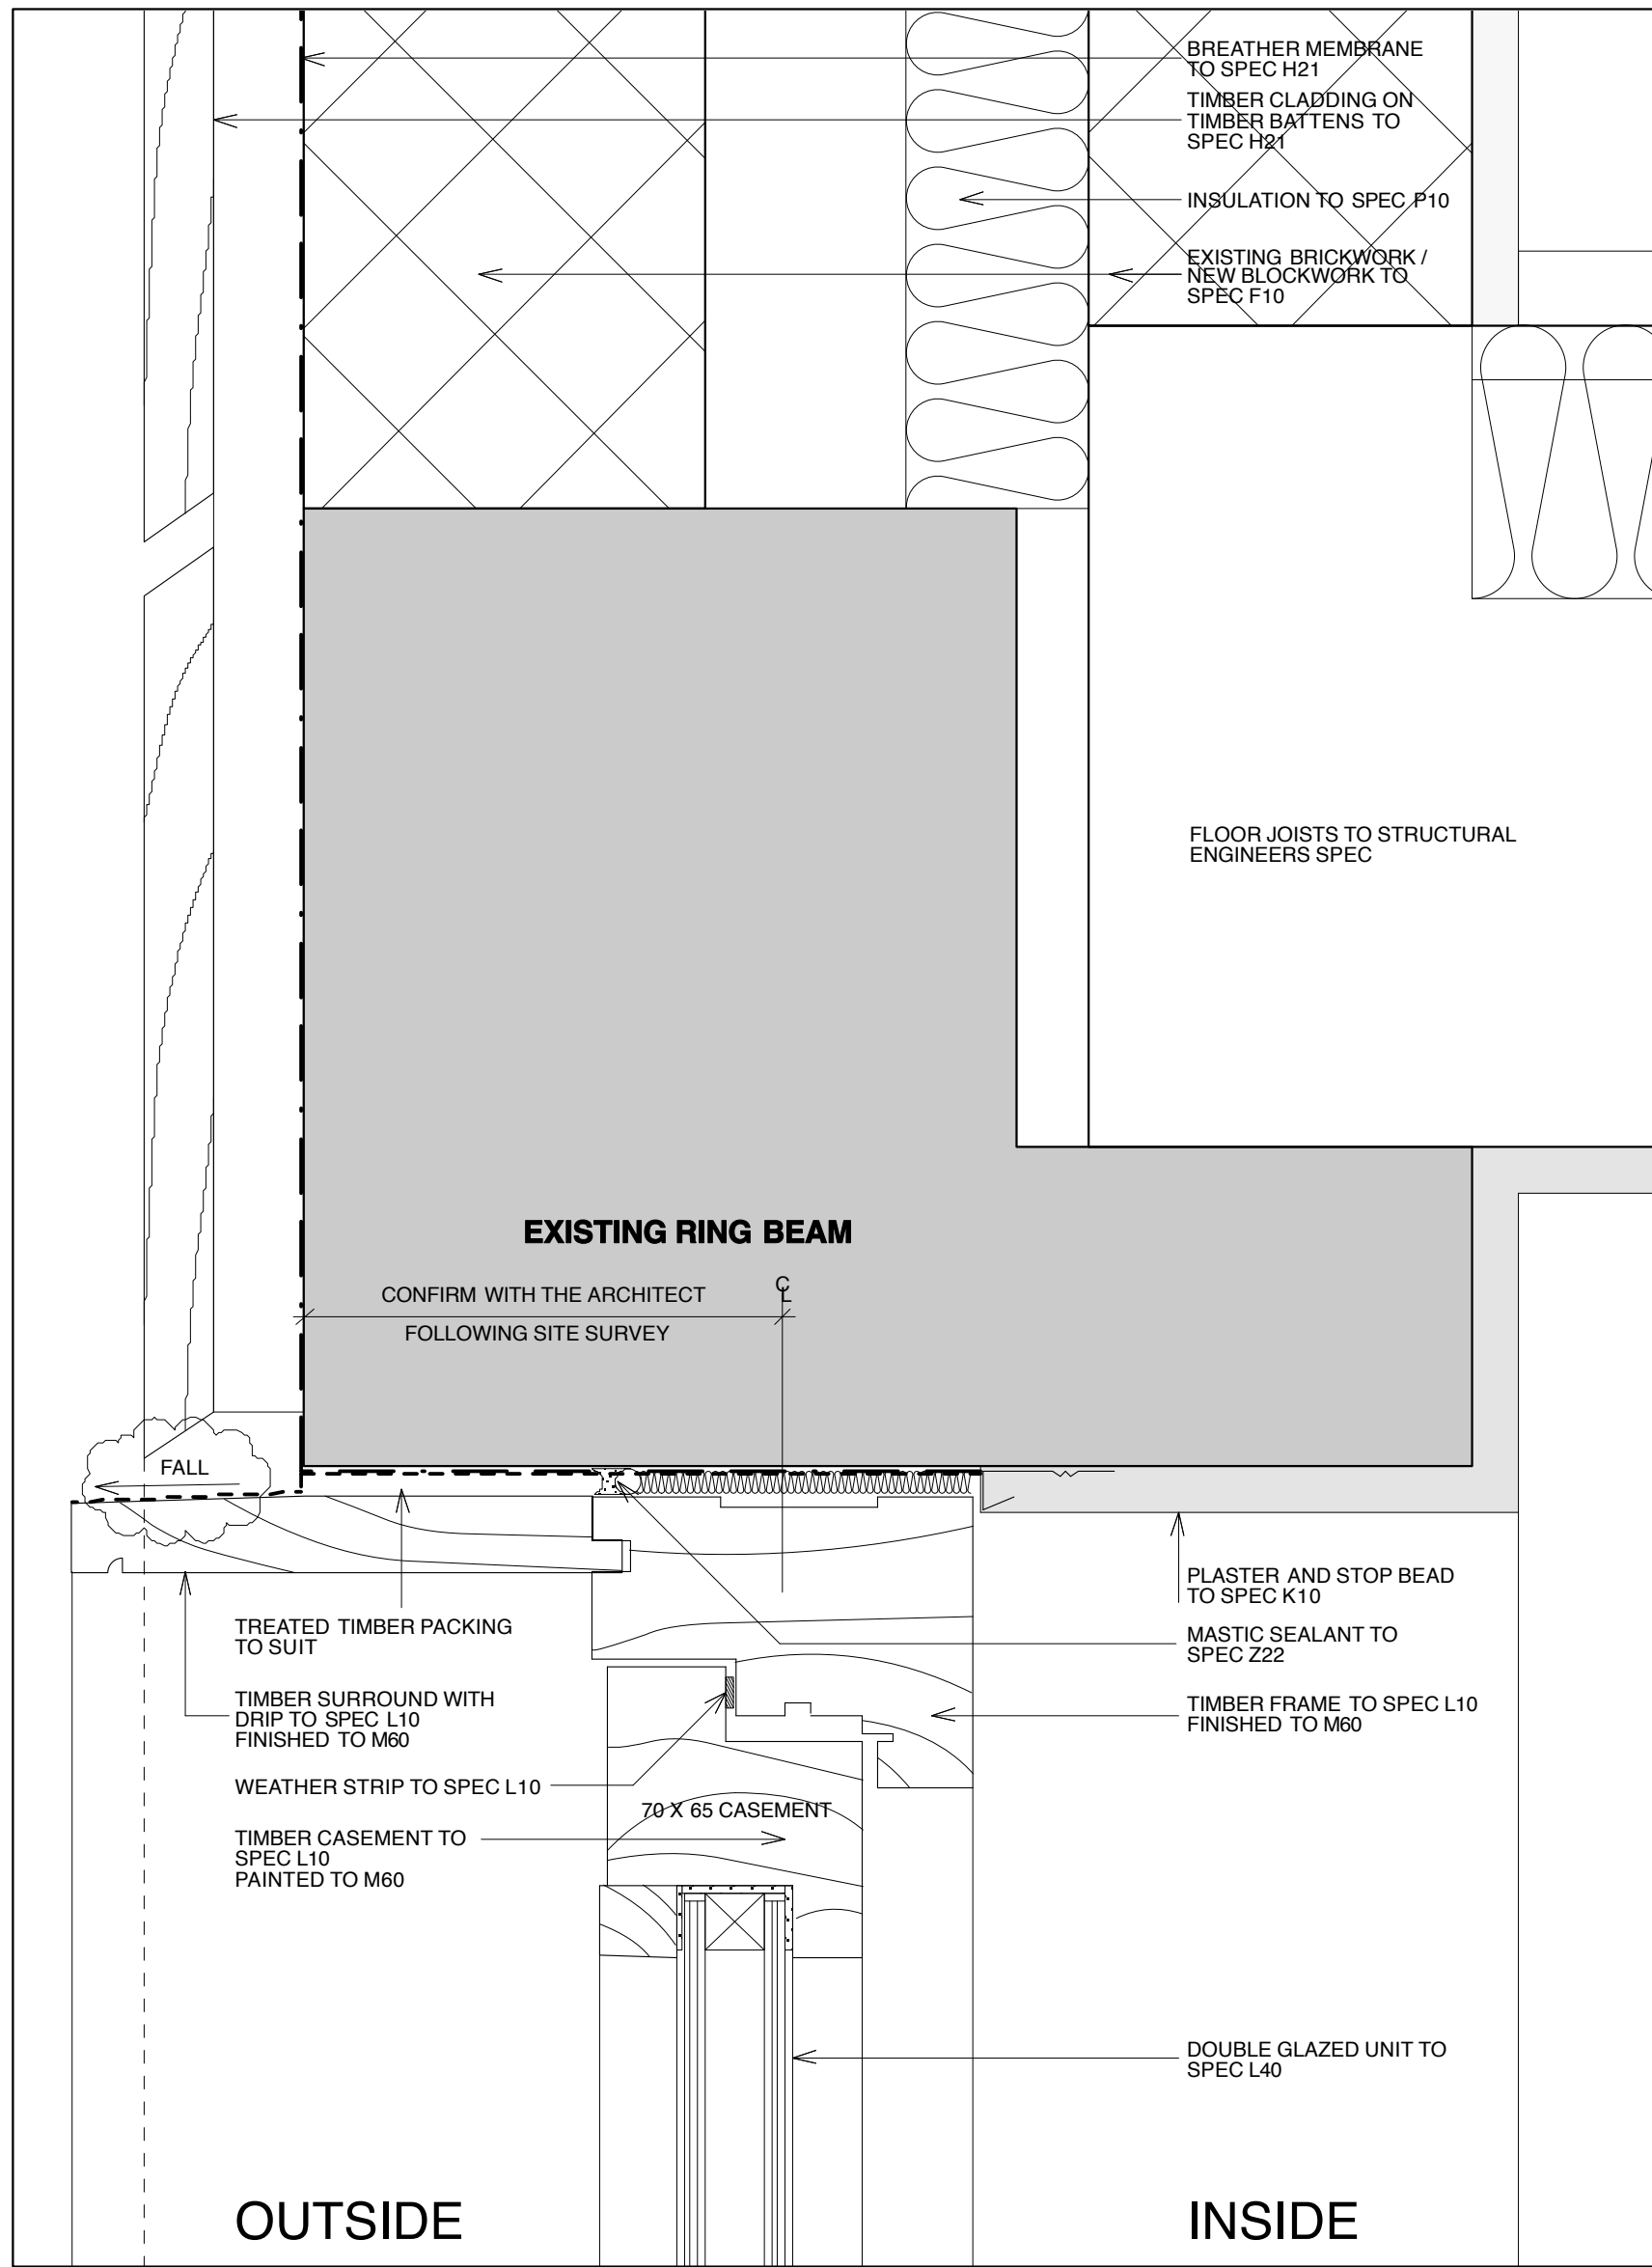 BREATHER MEMBRANE
TO SPEC H21
TIMBER CLADDING ON
TIMBER BATTENS TO
SPEC H21
INSULATION TO SPEC P10
EXISTING BRICKWORK /
NEW BLOCKWORK TO
SPEC F10
FLOOR JOISTS TO STRUCTURAL
ENGINEERS SPEC
EXISTING RING BEAM
CL
CONFIRM WITH THE ARCHITECT
FOLLOWING SITE SURVEY
FALL
TREATED TIMBER PACKING
TO SUIT
TIMBER SURROUND WITH
DRIP TO SPEC L10
FINISHED TO M60
WEATHER STRIP TO SPEC L10
70 X 65 CASEMENT
TIMBER CASEMENT TO
SPEC L10
PAINTED TO M60
PLASTER AND STOP BEAD
TO SPEC K10
MASTIC SEALANT TO
SPEC Z22
TIMBER FRAME TO SPEC L10
FINISHED TO M60
DOUBLE GLAZED UNIT TO
SPEC L40
OUTSIDE
INSIDE